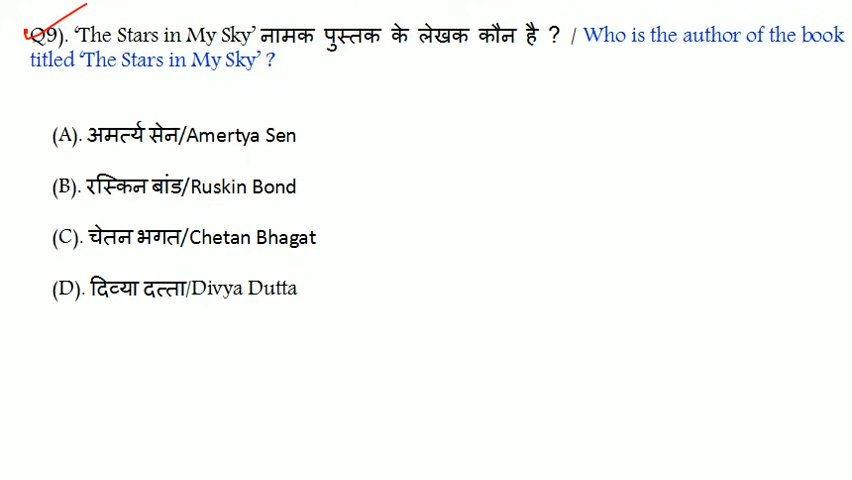 Q9). ‘The Stars in My Sky’ नामक पुस्तक के लेखक कौन है ? / Who is the author of the book
titled ‘The Stars in My Sky’ ?
(A). अमर्त्य सेन/Amertya Sen
(B). रस्किन बांड/Ruskin Bond
(C). चेतन भगत/Chetan Bhagat
(D). दिव्या दत्ता/Divya Dutta